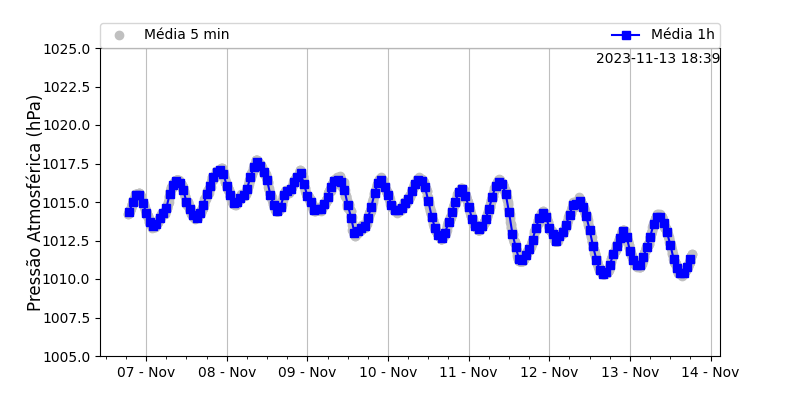 Média 5 min
Média 1h
2023-11-13 18:39
Pressão Atmosférica (hPa)
1025.0
1022.5
1020.0
1017.5
1015.0
1012.5
1010.0
1007.5
1005.0
07 - Nov
08 - Nov
09 - Nov
10 - Nov
11 - Nov
12 - Nov
13 - Nov
14 - Nov